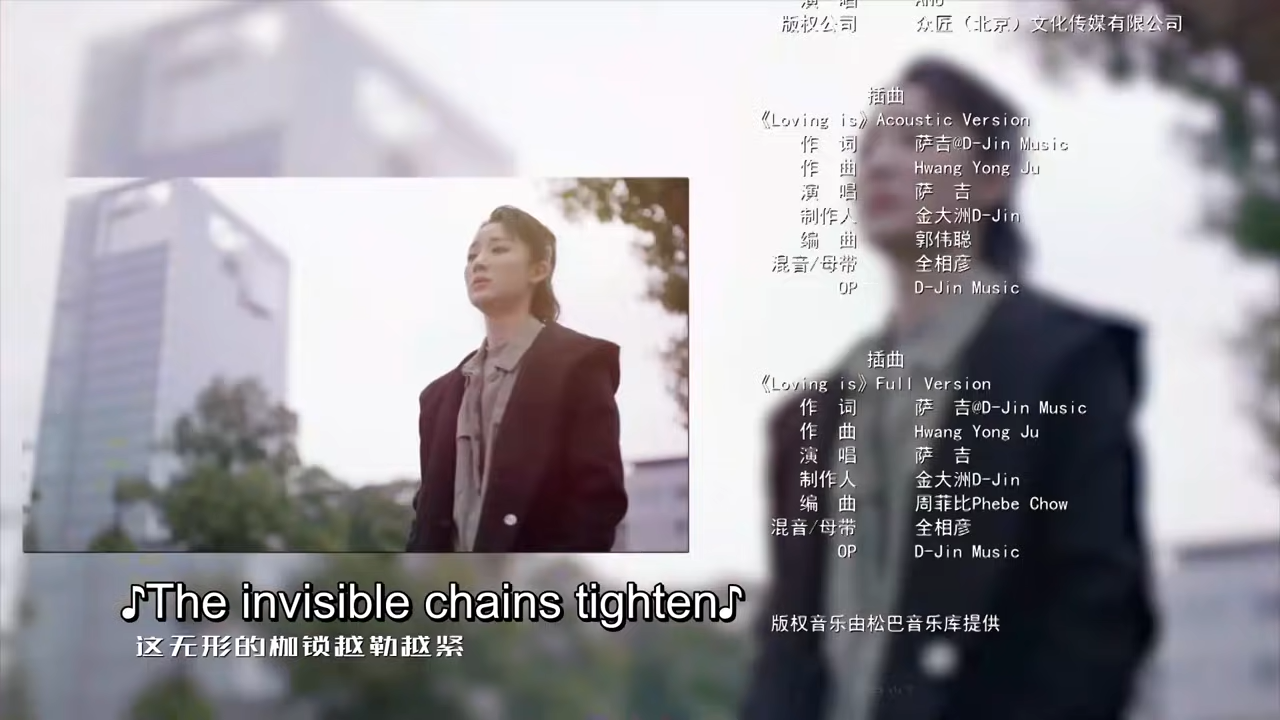 版权公司 众匠（北京）文化传媒有限公司
插曲
《Loving is》Acoustic Version
作 词 萨吉@D-Jin Music
作 曲 Hwang Yong Ju
演 唱 萨 吉
制作人 金大洲D-Jin
编 曲 郭伟聪
混音/母带 全相彦
OP D-Jin Music
插曲
《Loving is》Full Version
作 词 萨 吉@D-Jin Music
作 曲 Hwang Yong Ju
演 唱 萨 吉
制作人 金大洲D-Jin
编 曲 周菲比Phebe Chow
混音/母带 全相彦
OP D-Jin Music
版权音乐由松巴音乐库提供
♪The invisible chains tighten♪
这无形的枷锁越勒越紧